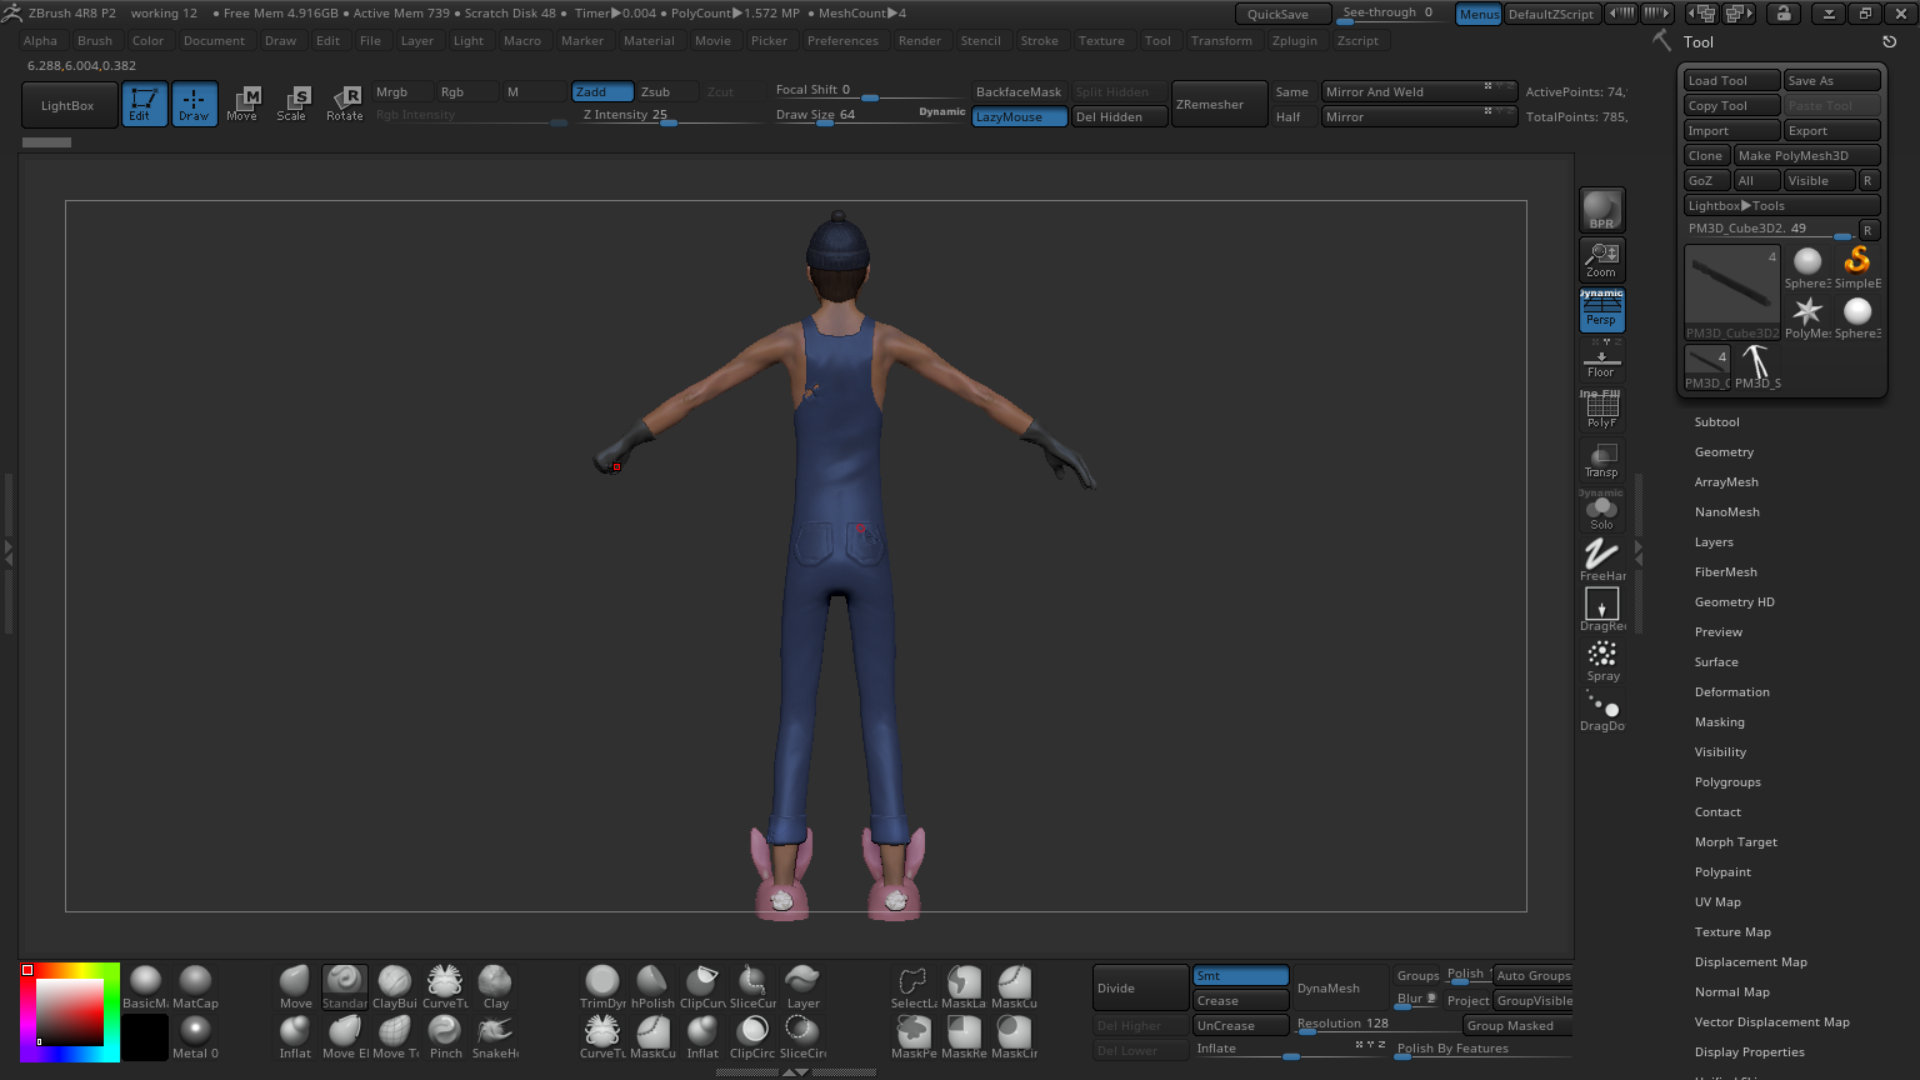 ZBrush 4R8 P2 working 12 • Free Mem 4.916GB • Active Mem 739 • Scratch Disk 48 • Timer▶0.004 • PolyCount▶1.572 MP • MeshCount▶4 QuickSave See-through 0 Menus DefaultZScript
Alpha Brush Color Document Draw Edit File Layer Light Macro Marker Material Movie Picker Preferences Render Stencil Stroke Texture Tool Transform Zplugin Zscript
6.288,6.004,0.382
LightBox Edit Draw Move Scale Rotate
M S R
Mrgb Rgb M Zadd Zsub Zcut Focal Shift 0 BackfaceMask Split Hidden ZRemesher Same Mirror And Weld ActivePoints: 74,
Rgb Intensity Z Intensity 25 Draw Size 64 Dynamic LazyMouse Del Hidden Half Mirror TotalPoints: 785,
Tool
Load Tool Save As
Copy Tool Paste Tool
Import Export
Clone Make PolyMesh3D
GoZ All Visible R
Lightbox▶Tools
PM3D_Cube3D2. 49 R
4
Sphere3 SimpleE
PM3D_Cube3D2 PolyMe Sphere3
4
PM3D_C PM3D_S
Subtool
Geometry
ArrayMesh
NanoMesh
Layers
FiberMesh
Geometry HD
Preview
Surface
Deformation
Masking
Visibility
Polygroups
Contact
Morph Target
Polypaint
UV Map
Texture Map
Displacement Map
Normal Map
Vector Displacement Map
Display Properties
BPR
Zoom
Dynamic
Persp
X Y Z
Floor
Line Fill
PolyF
Transp
Dynamic
Solo
FreeHan
DragRec
Spray
DragDo
BasicM MatCap Move Standar ClayBui CurveTu Clay TrimDyn hPolish ClipCurv SliceCur Layer SelectLa MaskLa MaskCu
Metal 0 Inflat Move El Move To Pinch SnakeHo CurveTu MaskCu Inflat ClipCirc SliceCirc MaskPe MaskRe MaskCir
Divide Smt DynaMesh Groups Polish Auto Groups
Crease Blur 2 Project GroupVisible
Del Higher UnCrease Resolution 128 Group Masked
Del Lower Inflate X Y Z Polish By Features